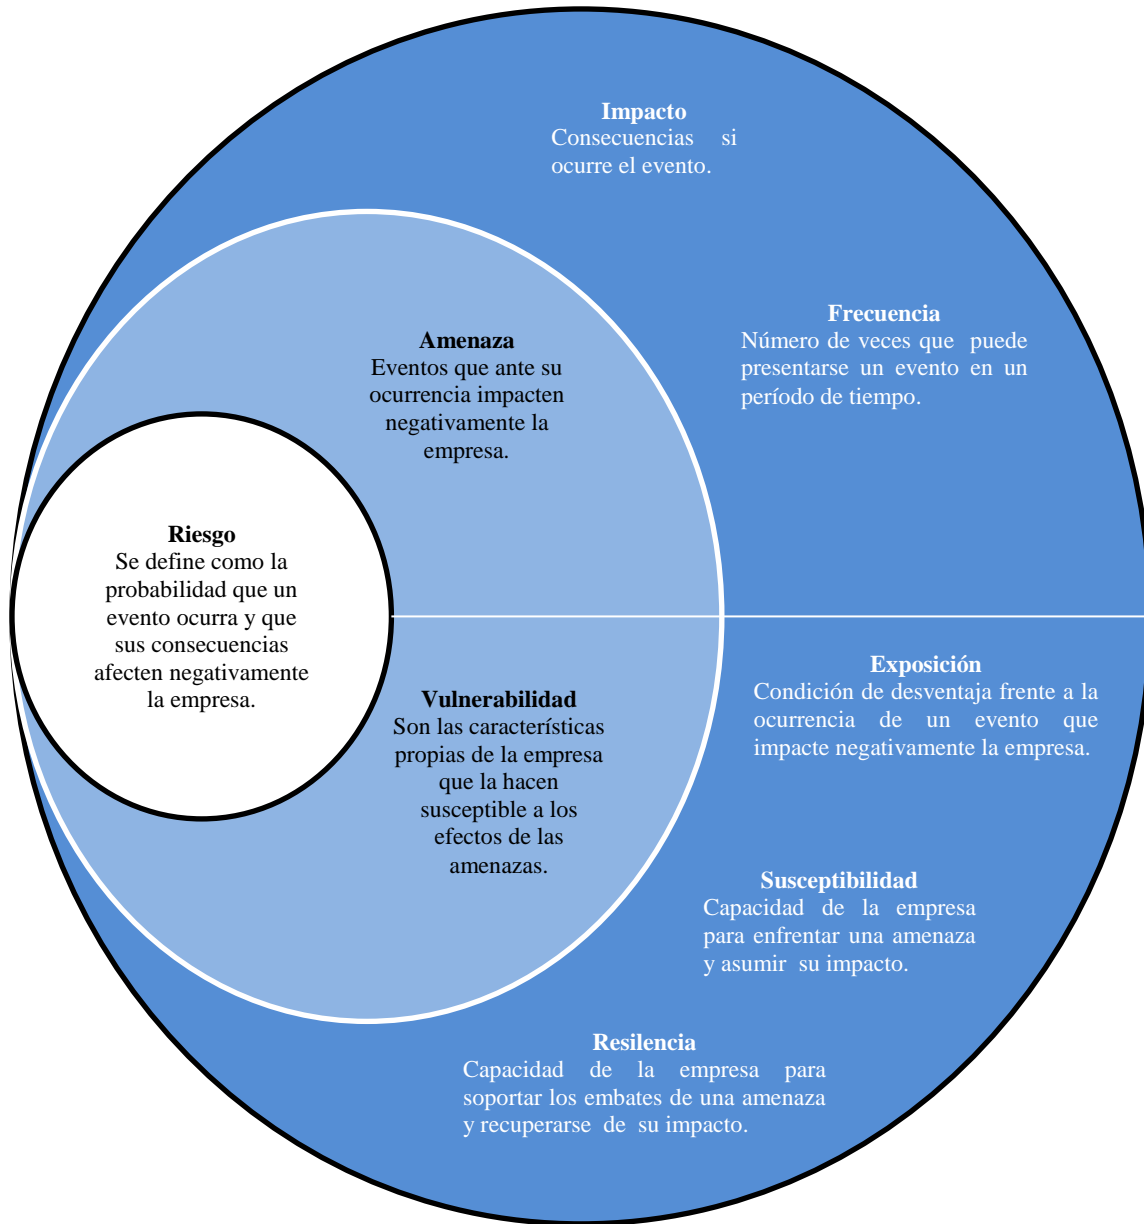 Impacto
Consecuencias si
ocurre el evento.
Frecuencia
Número de veces que puede
presentarse un evento en un
período de tiempo.
Amenaza
Eventos que ante su
ocurrencia impacten
negativamente la
empresa.
Riesgo
Se define como la
probabilidad que un
evento ocurra y que
sus consecuencias
afecten negativamente
la empresa.
Vulnerabilidad
Son las características
propias de la empresa
que la hacen
susceptible a los
efectos de las
amenazas.
Exposición
Condición de desventaja frente a la
ocurrencia de un evento que
impacte negativamente la empresa.
Susceptibilidad
Capacidad de la empresa
para enfrentar una amenaza
y asumir su impacto.
Resilencia
Capacidad de la empresa para
soportar los embates de una amenaza
y recuperarse de su impacto.